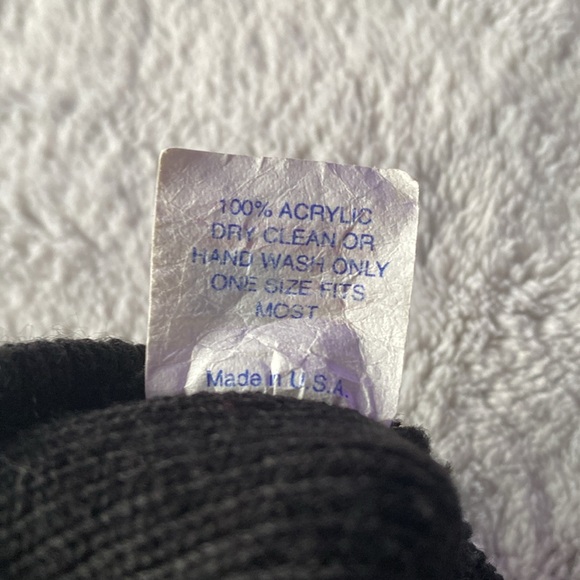 100% ACRYLIC
DRY CLEAN OR
HAND WASH ONLY
ONE SIZE FITS
MOST
Made in U.S.A.